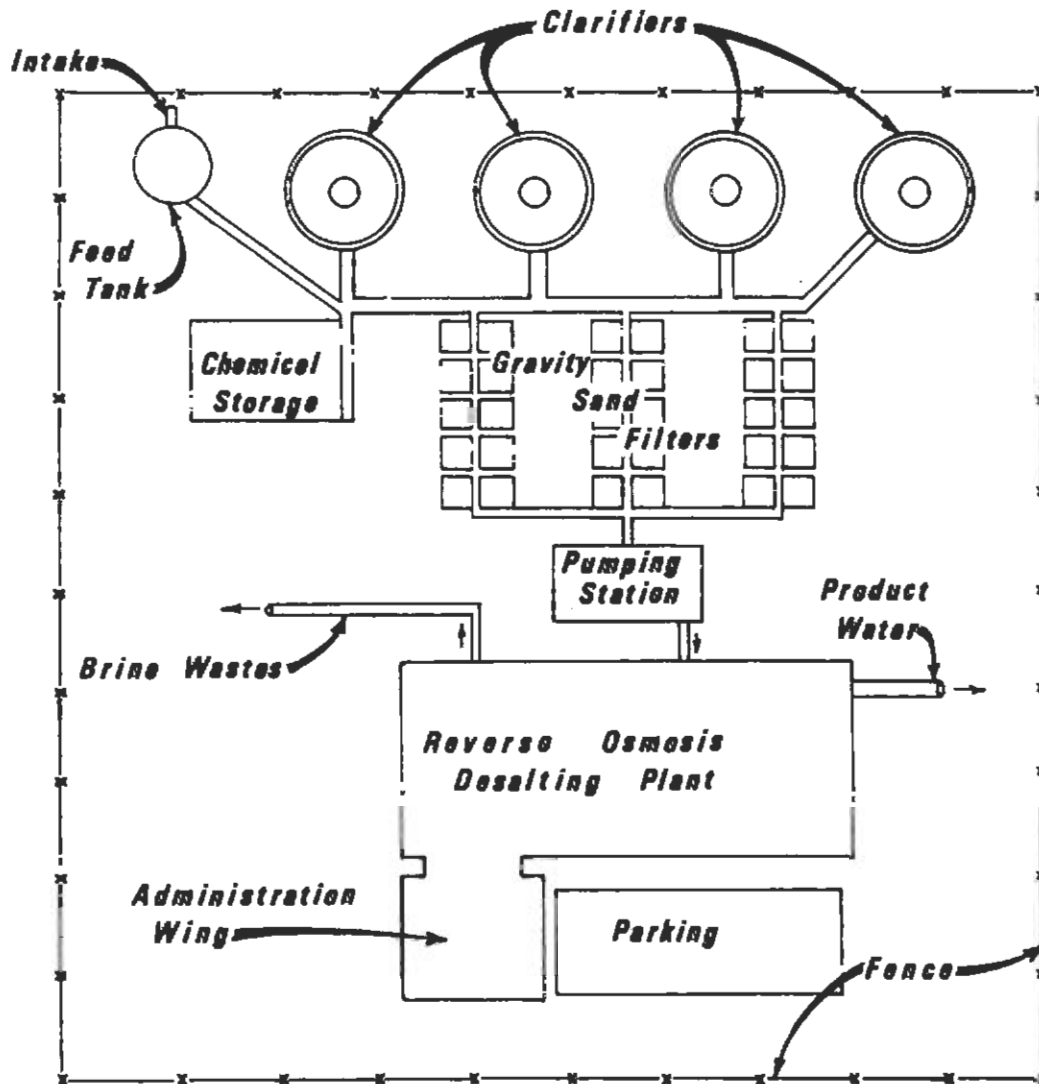 Clarifiers
Intake
Feed
Tank
Chemical
Storage
Gravity
Sand
Filters
Pumping
Station
Product
Water
Brine Wastes
Reverse Osmosis
Desalting Plant
Administration
Wing
Parking
Fence